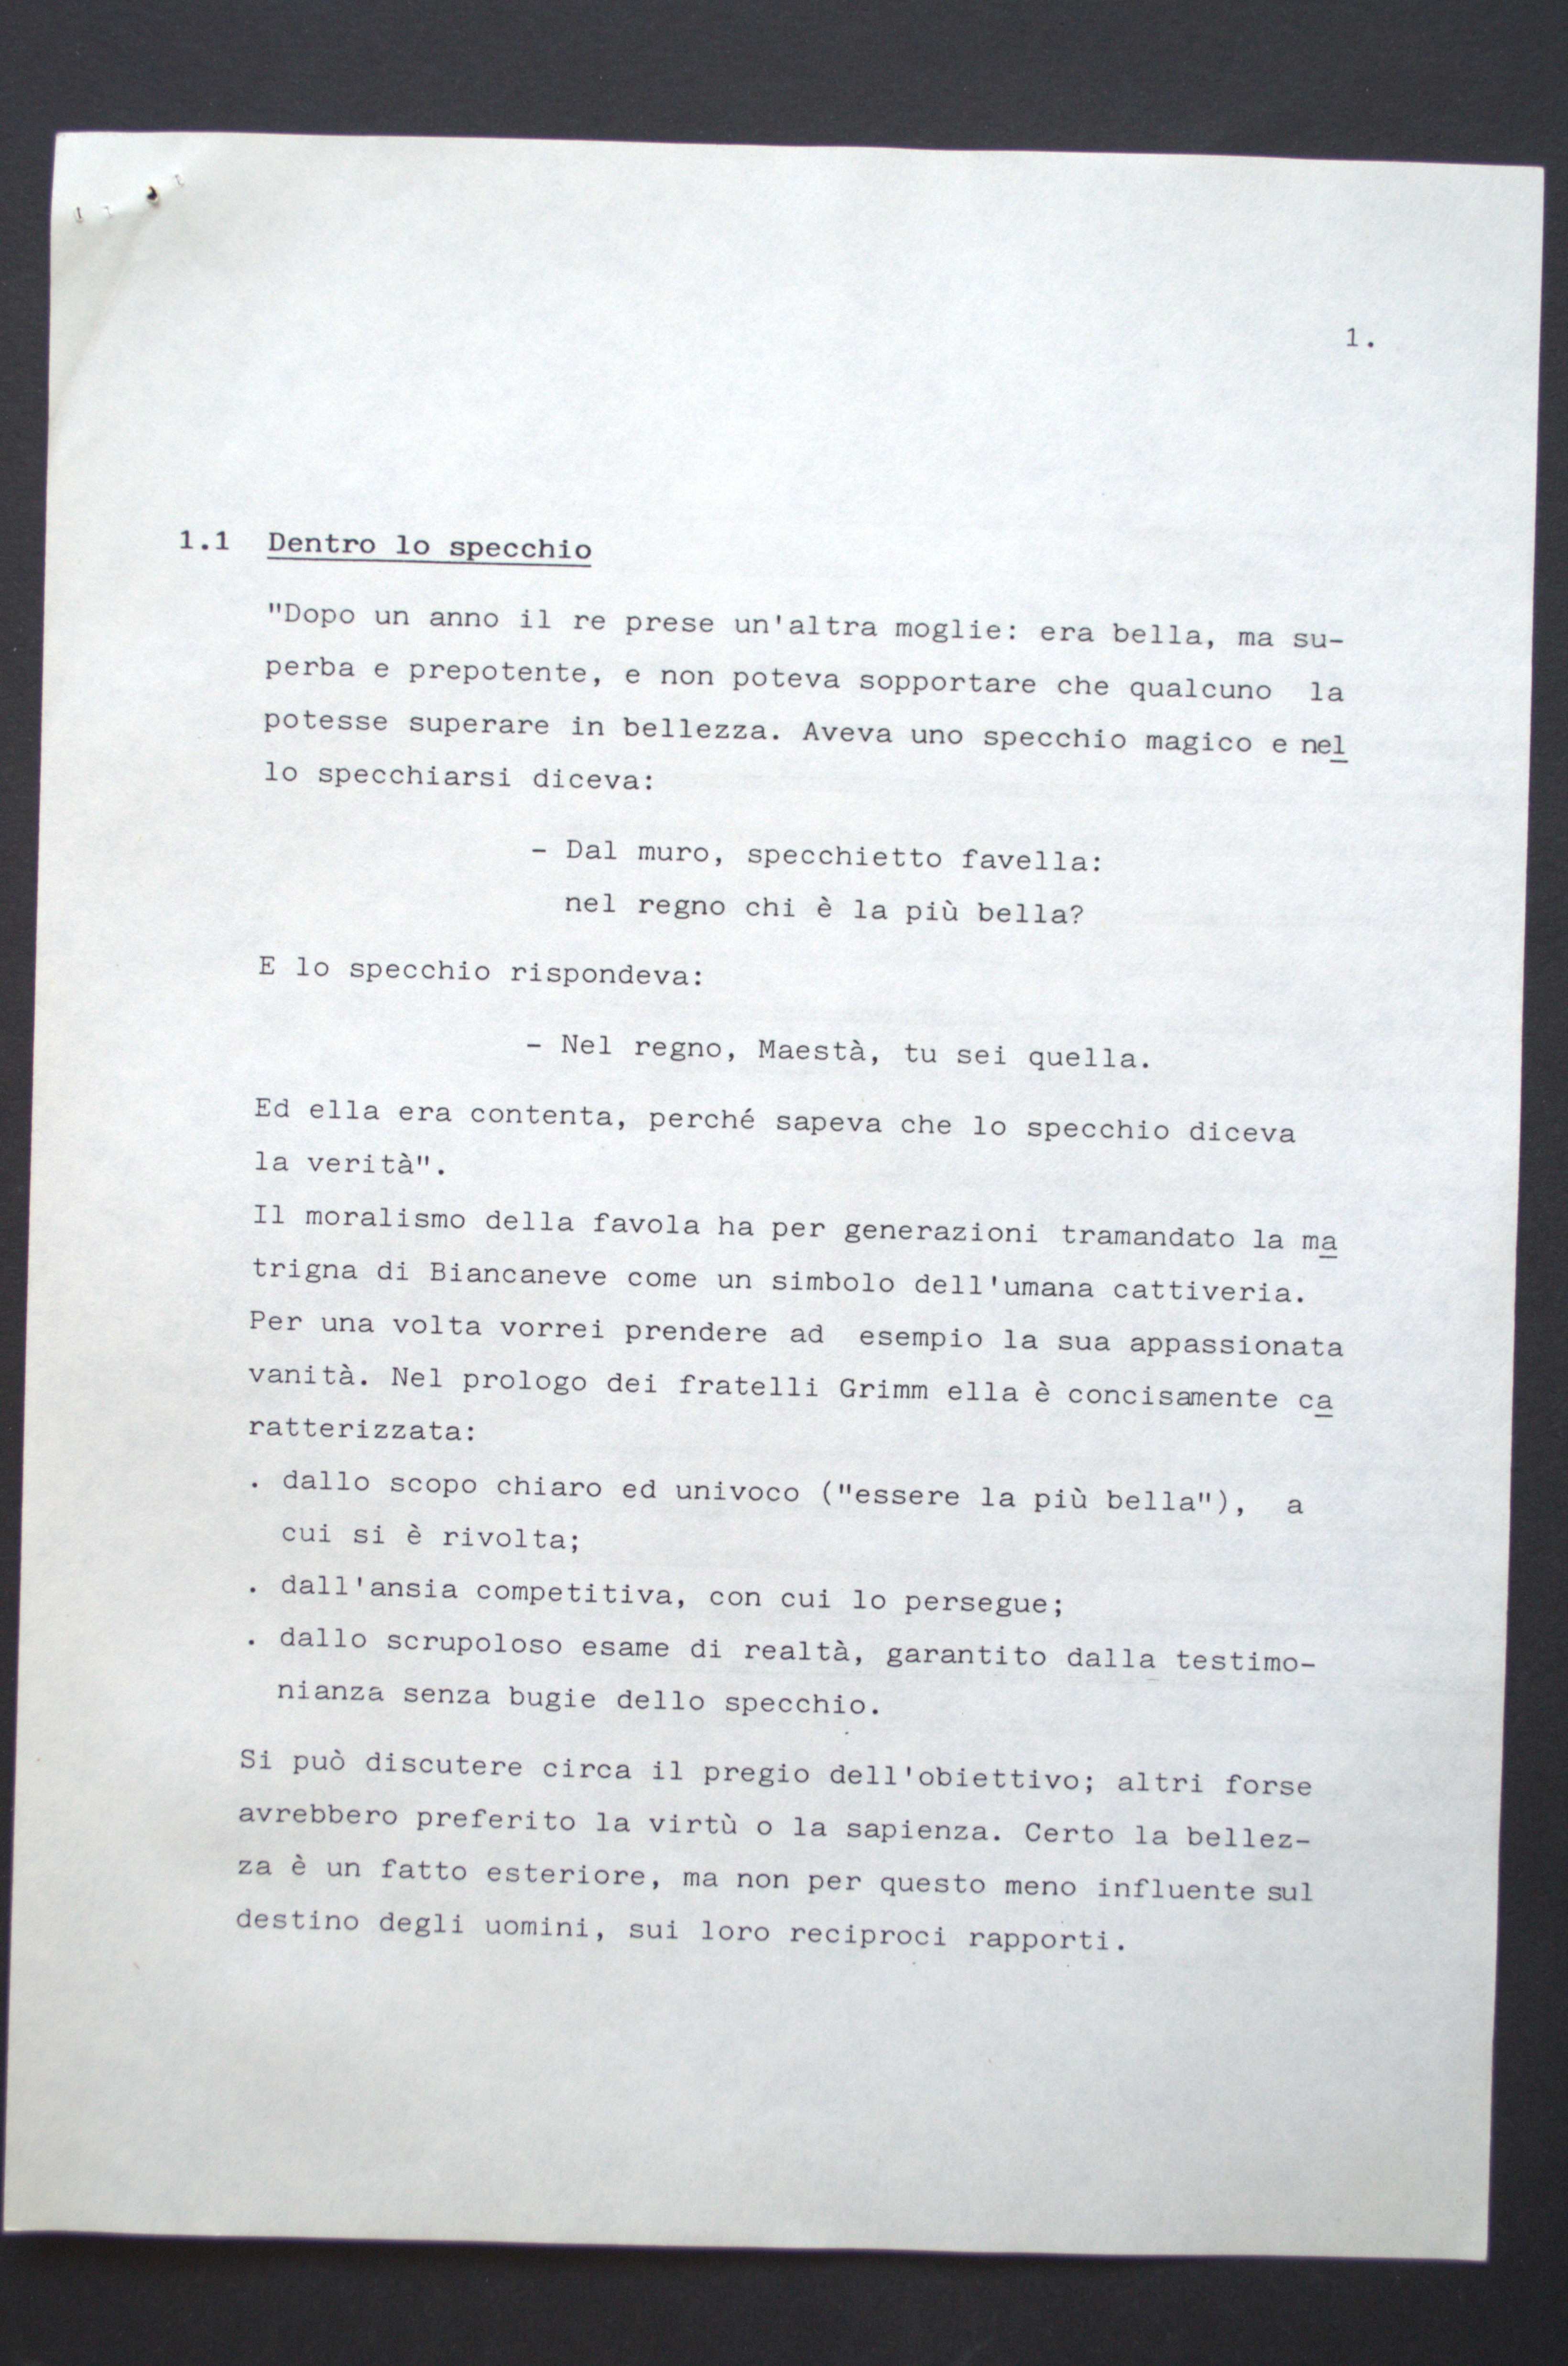 1.
1.1 Dentro lo specchio
"Dopo un anno il re prese un'altra moglie: era bella, ma su-
perba e prepotente, e non poteva sopportare che qualcuno la
potesse superare in bellezza. Aveva uno specchio magico e nel
lo specchiarsi diceva:
- Dal muro, specchietto favella:
nel regno chi è la più bella?
E lo specchio rispondeva:
- Nel regno, Maestà, tu sei quella.
Ed ella era contenta, perché sapeva che lo specchio diceva
la verità".
Il moralismo della favola ha per generazioni tramandato la ma
trigna di Biancaneve come un simbolo dell'umana cattiveria.
Per una volta vorrei prendere ad esempio la sua appassionata
vanità. Nel prologo dei fratelli Grimm ella è concisamente ca
ratterizzata:
. dallo scopo chiaro ed univoco ("essere la più bella"), a
cui si è rivolta;
. dall'ansia competitiva, con cui lo persegue;
. dallo scrupoloso esame di realtà, garantito dalla testimo-
nianza senza bugie dello specchio.
Si può discutere circa il pregio dell'obiettivo; altri forse
avrebbero preferito la virtù o la sapienza. Certo la bellez-
za è un fatto esteriore, ma non per questo meno influente sul
destino degli uomini, sui loro reciproci rapporti.